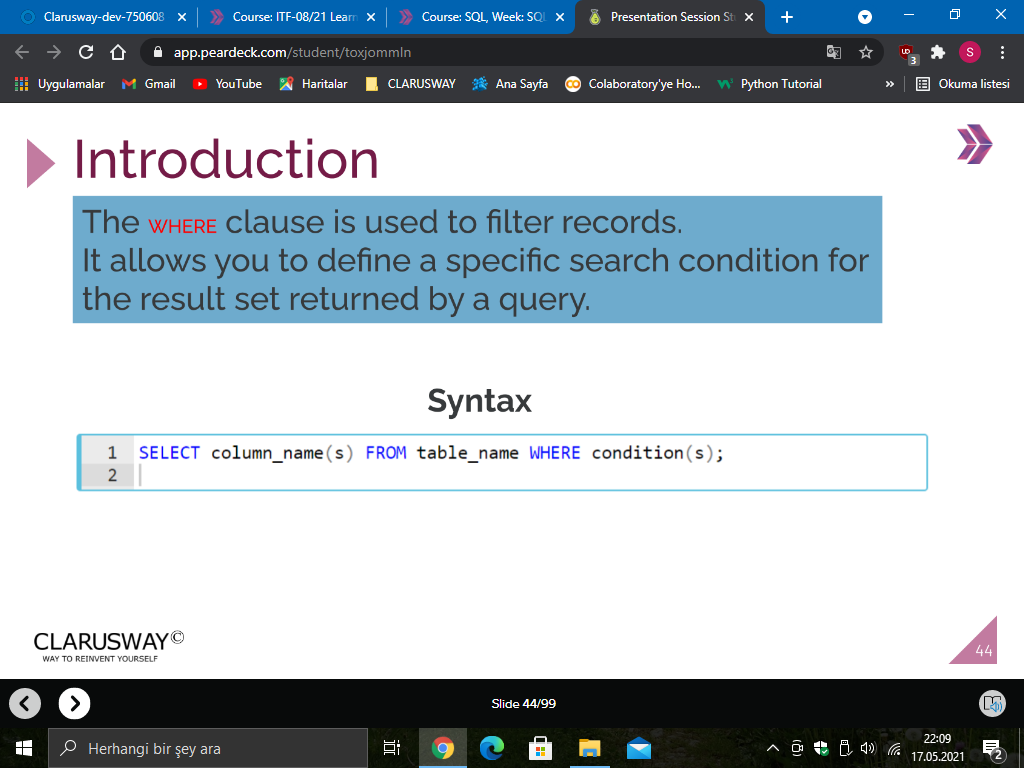 Clarusway-dev-750608
Course: ITF-08/21 Learn
Course: SQL, Week: SQL
Presentation Session St
app.peardeck.com/student/toxjommln
UD
3
S
Uygulamalar
Gmail
YouTube
Haritalar
CLARUSWAY
Ana Sayfa
Colaboratory'ye Ho...
Python Tutorial
»
Okuma listesi
Introduction
The WHERE clause is used to filter records.
It allows you to define a specific search condition for
the result set returned by a query.
Syntax
1 SELECT column_name(s) FROM table_name WHERE condition(s);
2
CLARUSWAY©
WAY TO REINVENT YOURSELF
44
Slide 44/99
Herhangi bir şey ara
22:09
17.05.2021
2